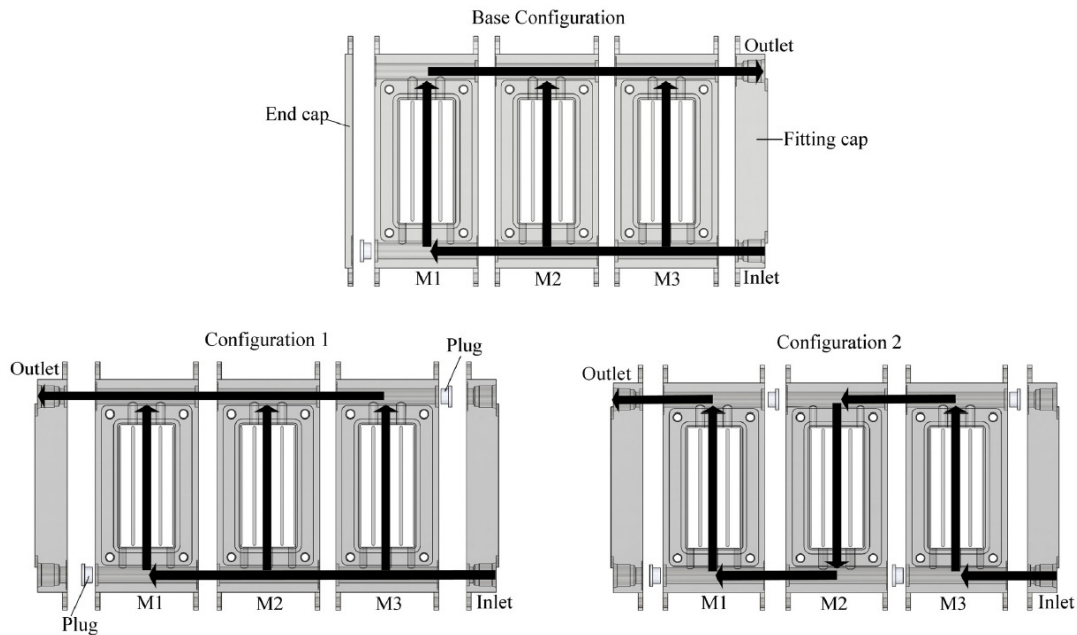 Base Configuration
Outlet
End cap
Fitting cap
M1 M2 M3 Inlet
Configuration 1
Plug
Outlet
M1 M2 M3 Inlet
Plug
Configuration 2
Outlet
M1 M2 M3 Inlet